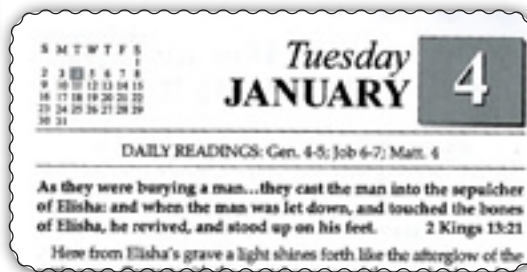 S M T W T F S
1
2 3 4 5 6 7 8
9 10 11 12 13 14 15
16 17 18 19 20 21 22
23 24 25 26 27 28 29
30 31
Tuesday
JANUARY
4
DAILY READINGS: Gen. 4-5; Job 6-7; Matt. 4
As they were burying a man...they cast the man into the sepulcher
of Elisha: and when the man was let down, and touched the bones
of Elisha, he revived, and stood up on his feet. 2 Kings 13:21
Here from Elisha's grave a light shines forth like the afterglow of the